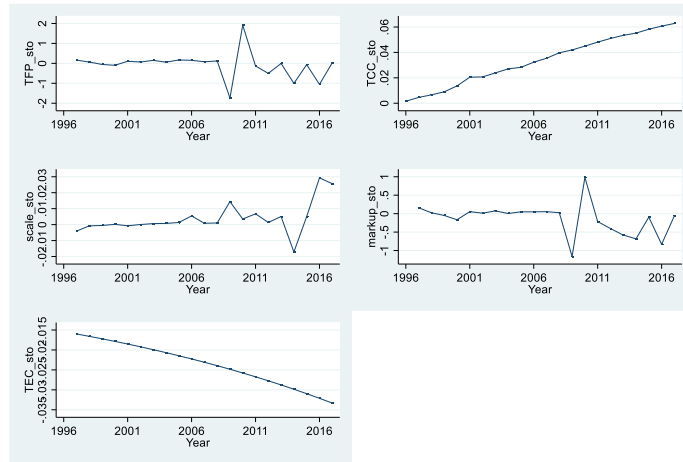 TFP_sto
2
1
0
-1
-2
1996 2001 2006 2011 2016
Year
TCC_sto
.06
.04
.02
0
1996 2001 2006 2011 2016
Year
scale_sto
-.02.01 0 .01.02.03
1996 2001 2006 2011 2016
Year
markup_sto
1
.5
0
-.5
-1
1996 2001 2006 2011 2016
Year
TEC_sto
-.035.03.025.02.015
1996 2001 2006 2011 2016
Year